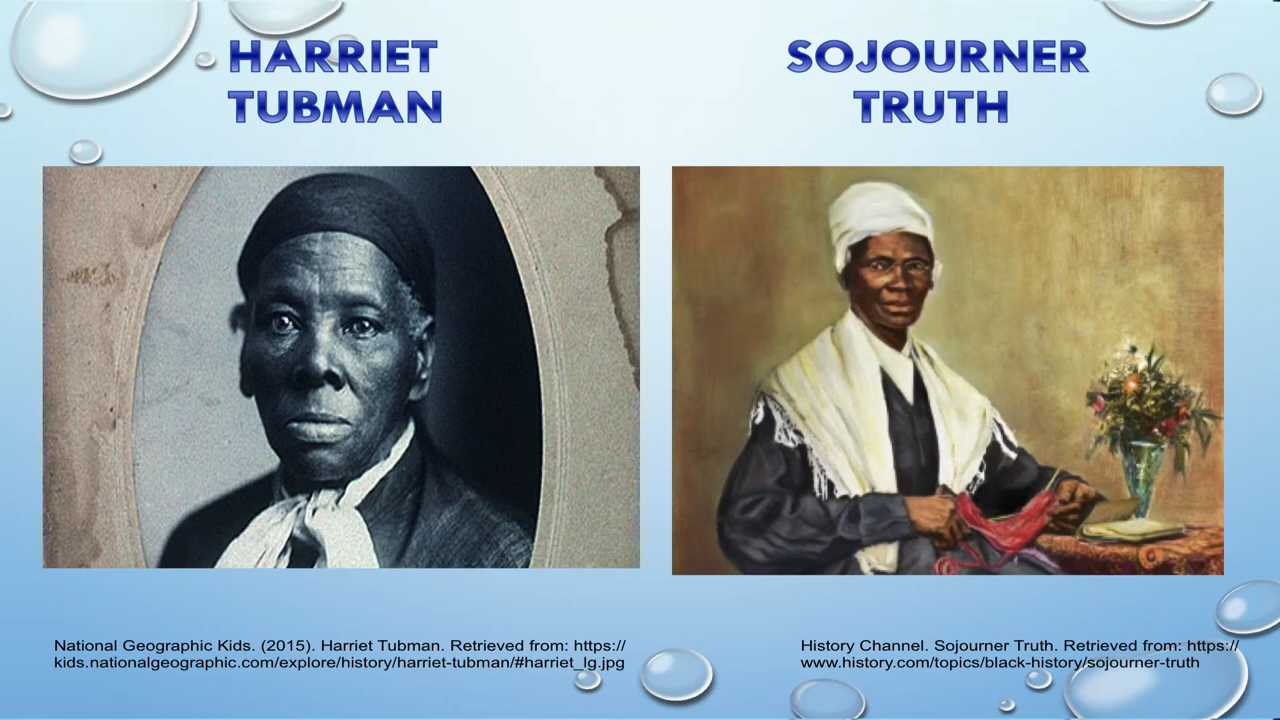 HARRIET
TUBMAN
SOJOURNER
TRUTH
National Geographic Kids. (2015). Harriet Tubman. Retrieved from: https://
kids.nationalgeographic.com/explore/history/harriet-tubman/#harriet_lg.jpg
History Channel. Sojourner Truth. Retrieved from: https://
www.history.com/topics/black-history/sojourner-truth